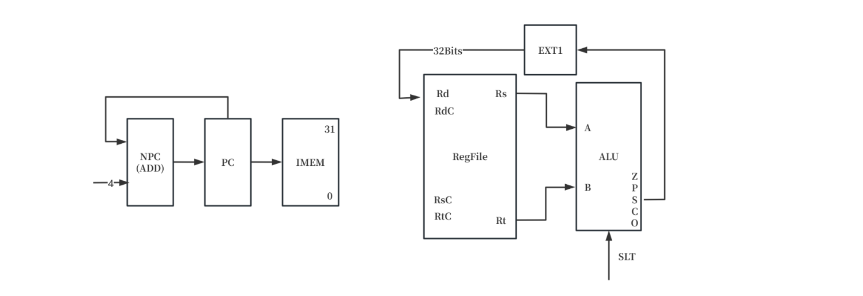 EXT1
32Bits
Rd
Rs
RdC
31
A
NPC
(ADD)
PC
IMEM
RegFile
ALU
4
Z
P
B
S
RsC
0
C
RtC
Rt
O
SLT